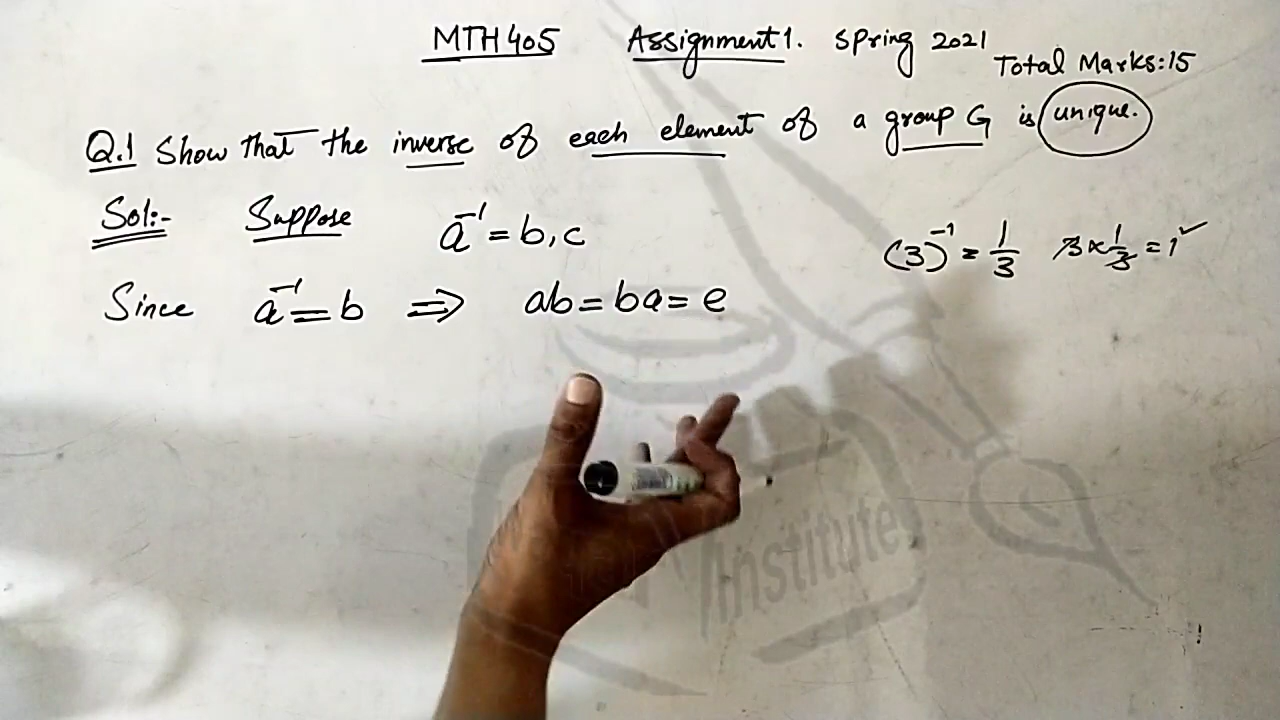 MTH405 Assignment 1. Spring 2021
Total Marks: 15
Q.1 Show that the inverse of each element of a group G is unique.
Sol:- Suppose a⁻¹ = b, c
(3)⁻¹ = 1/3 3 × 1/3 = 1 ✓
Since a⁻¹ = b ⇒ ab = ba = e
Institute